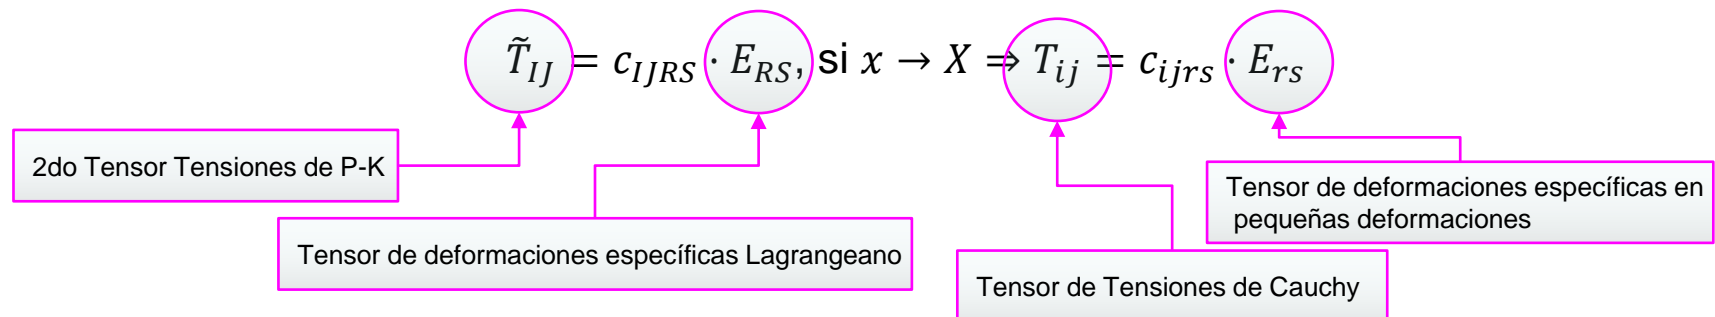 T̃_IJ = c_IJRS · E_RS, si x → X ⇒ T_ij = c_ijrs · E_rs
2do Tensor Tensiones de P-K
Tensor de deformaciones específicas en
pequeñas deformaciones
Tensor de deformaciones específicas Lagrangeano
Tensor de Tensiones de Cauchy